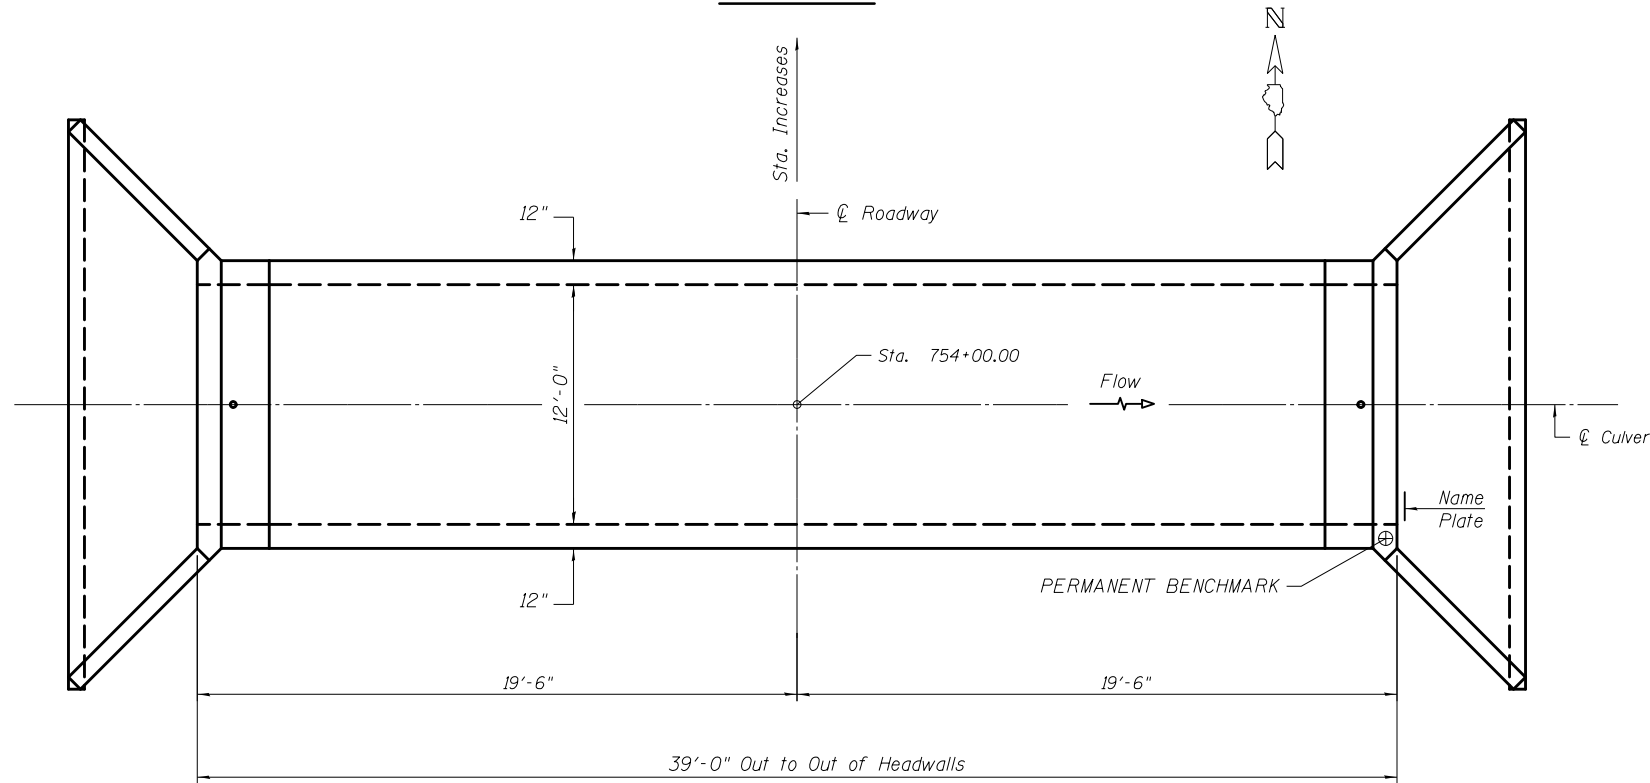 N
Sta. Increases
12"
℄ Roadway
Sta. 754+00.00
12'-0"
Flow
℄ Culver
Name
Plate
PERMANENT BENCHMARK
12"
19'-6"
19'-6"
39'-0" Out to Out of Headwalls